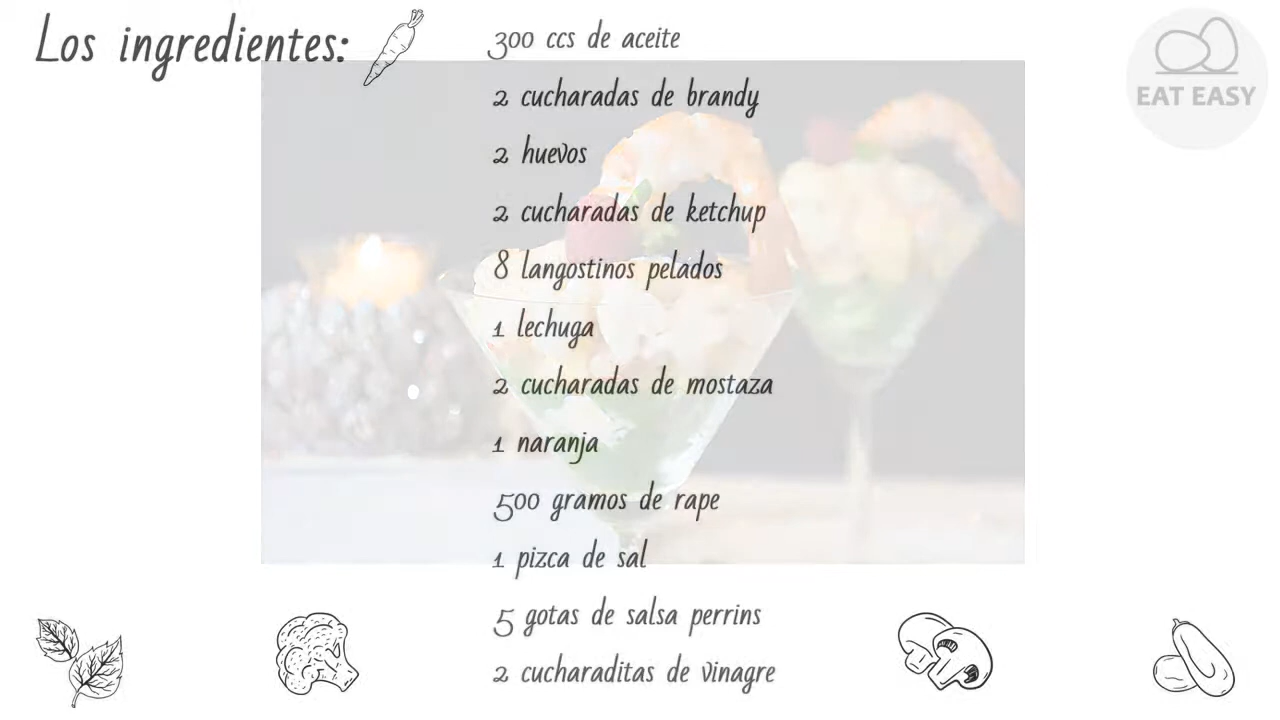 Los ingredientes:
300 ccs de aceite
2 cucharadas de brandy
2 huevos
2 cucharadas de ketchup
8 langostinos pelados
1 lechuga
2 cucharadas de mostaza
1 naranja
500 gramos de rape
1 pizca de sal
5 gotas de salsa perrins
2 cucharaditas de vinagre
EAT EASY